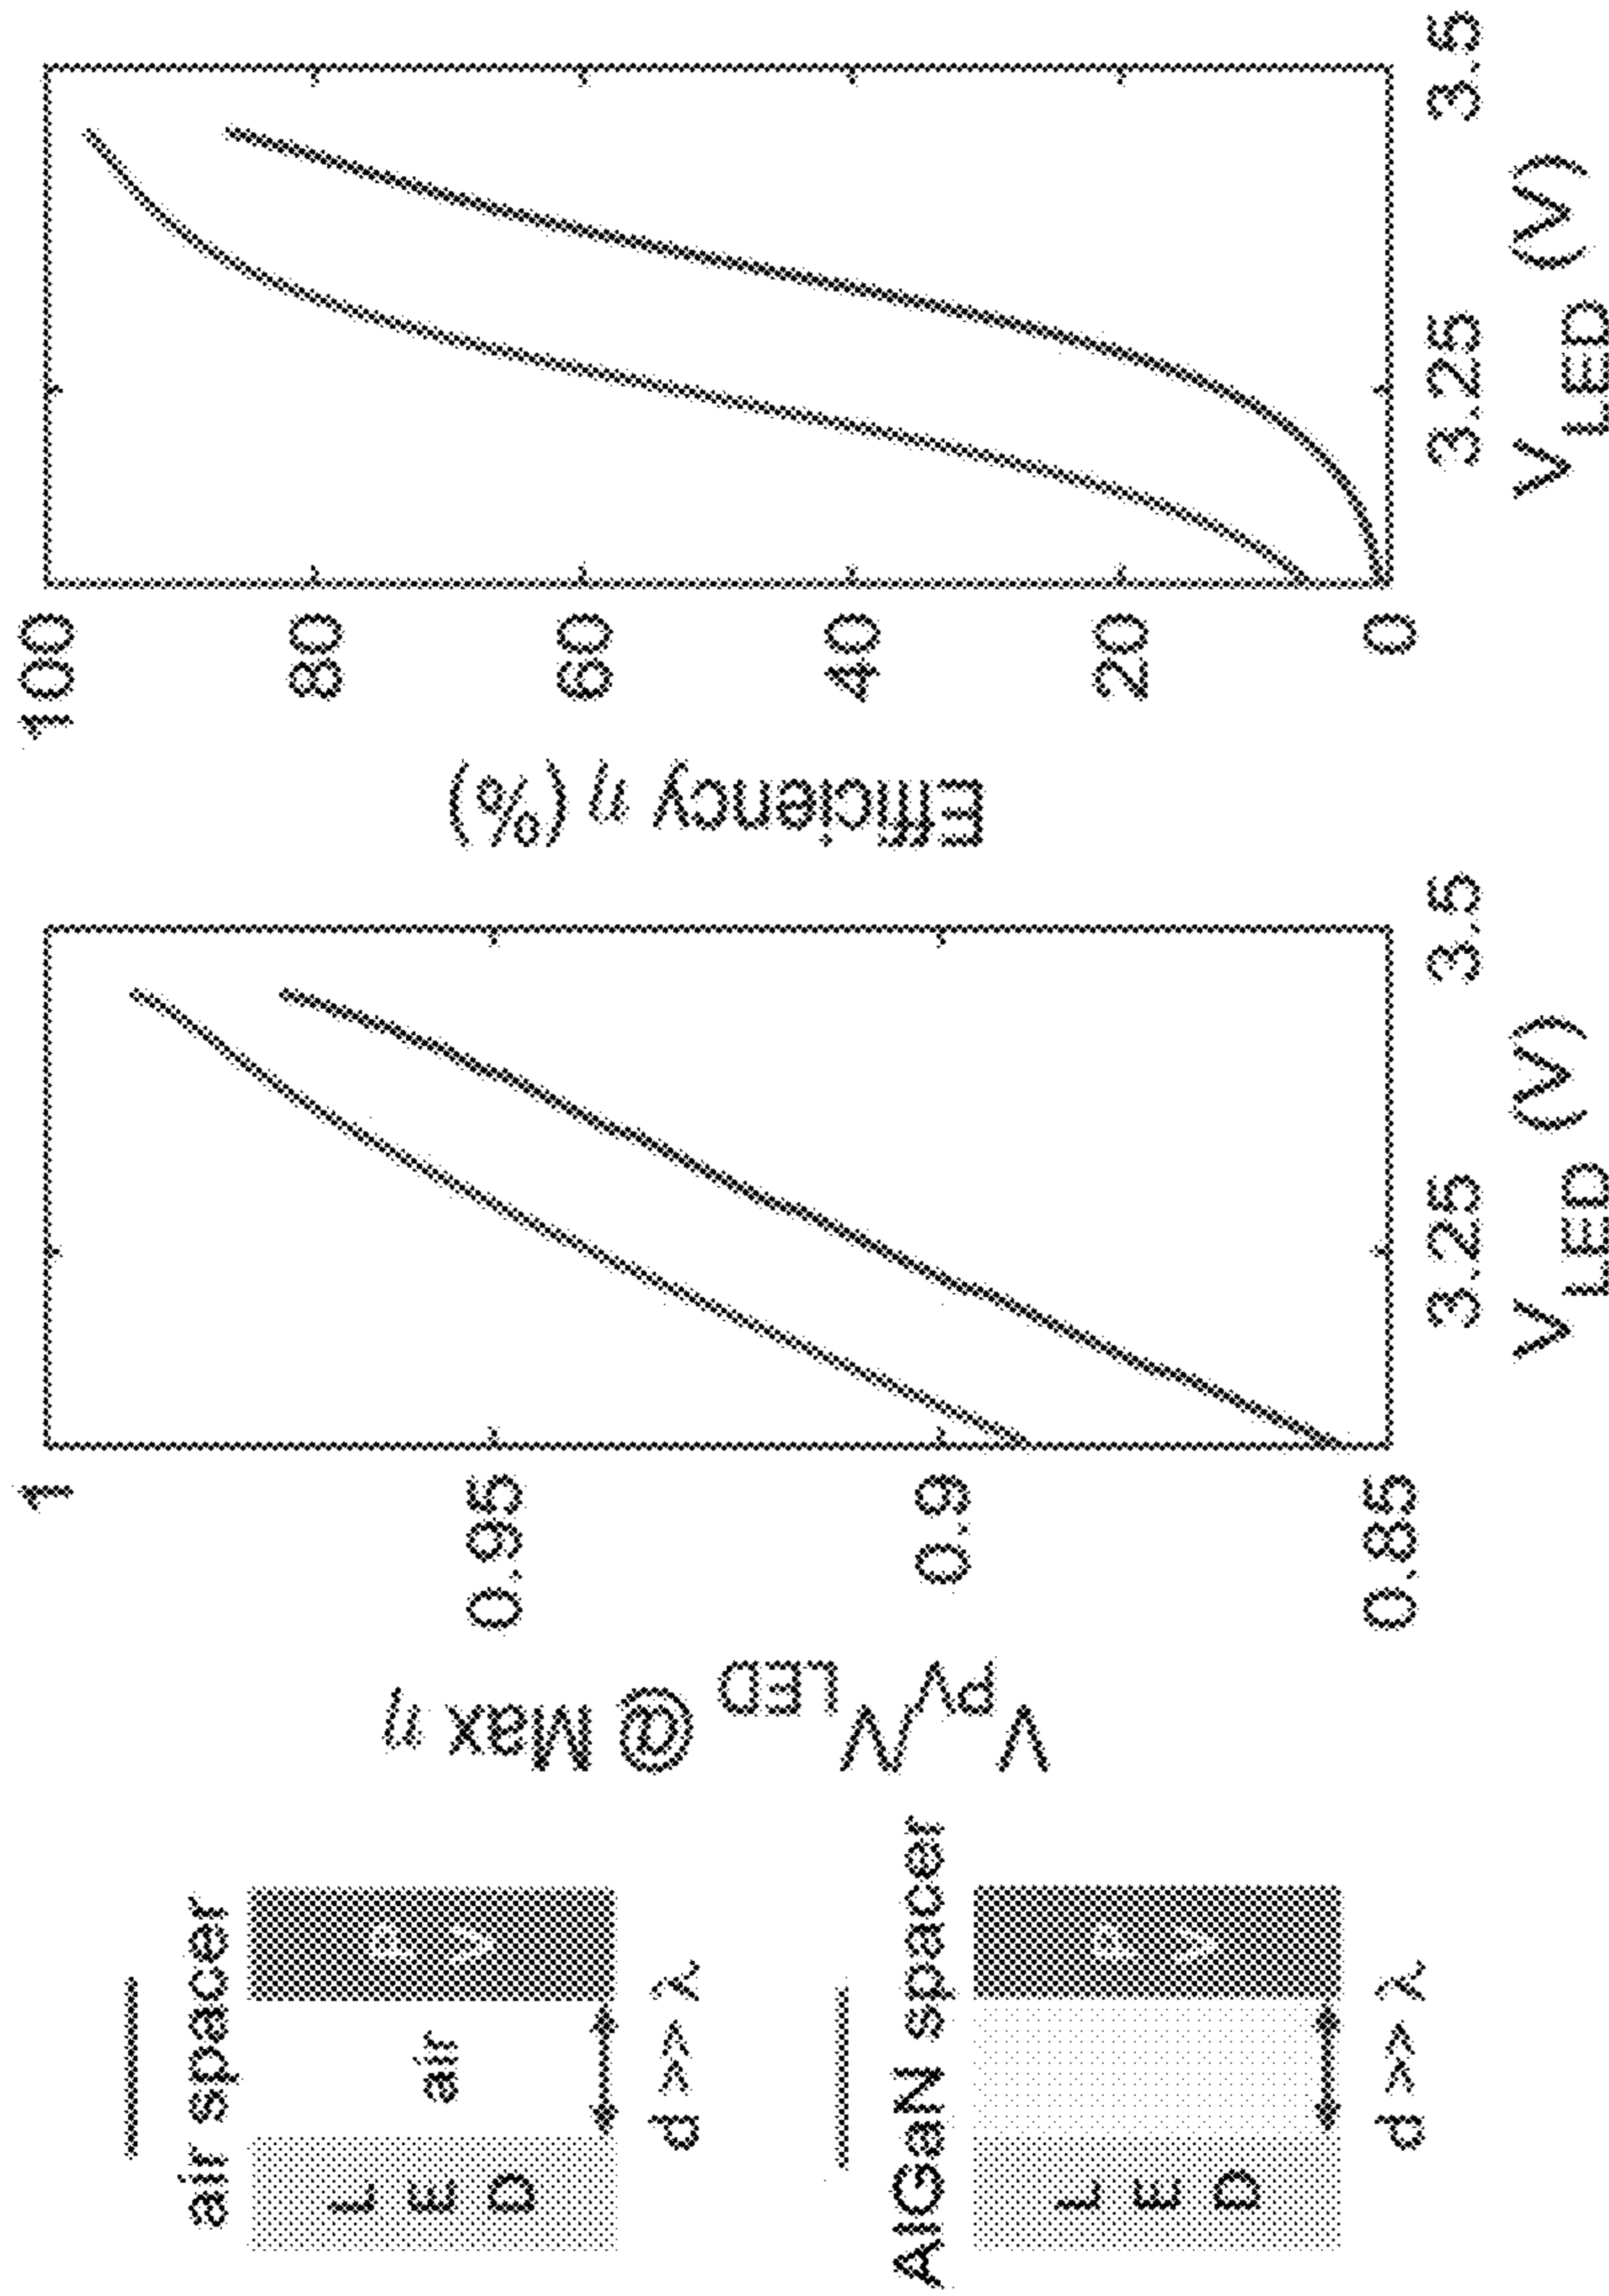 air spacer
L
E
D
air
P
V
d >> λ
AlGaN spacer
L
E
D
P
V
d >> λ
V_pv/V_LED @ Max η
1
0.95
0.9
0.85
3.25
3.5
V_LED (V)
Efficiency η (%)
100
80
60
40
20
0
3.25
3.5
V_LED (V)